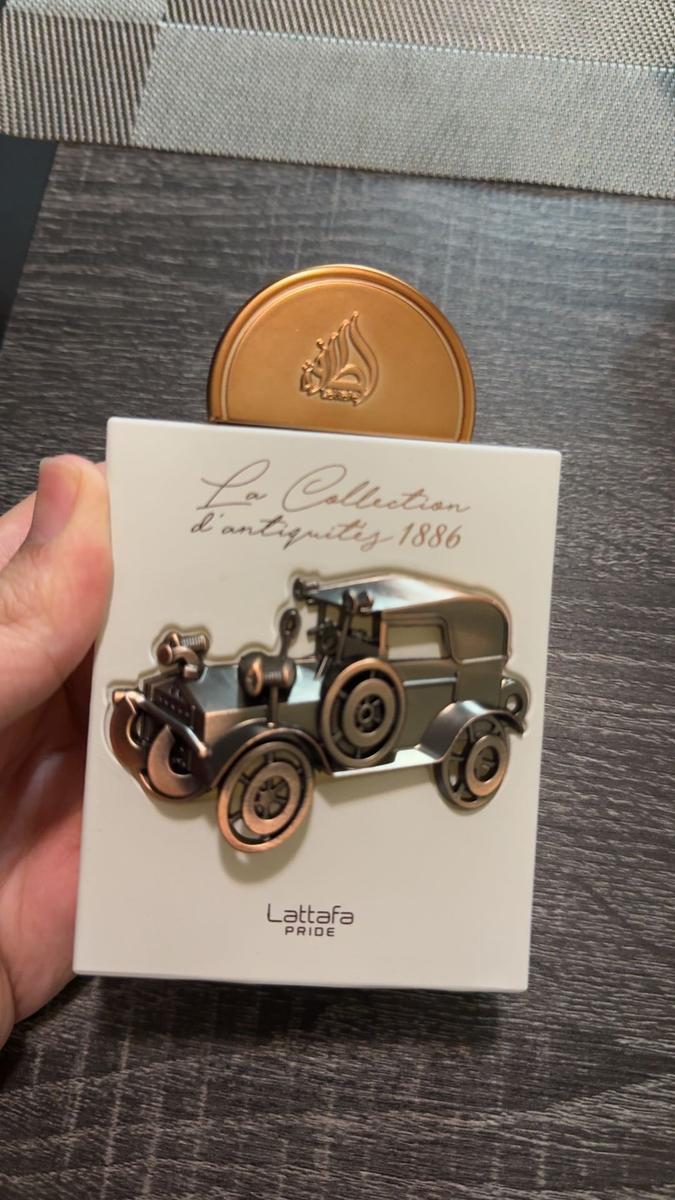 La Collection
d'antiquités 1886
Lattafa
PRIDE